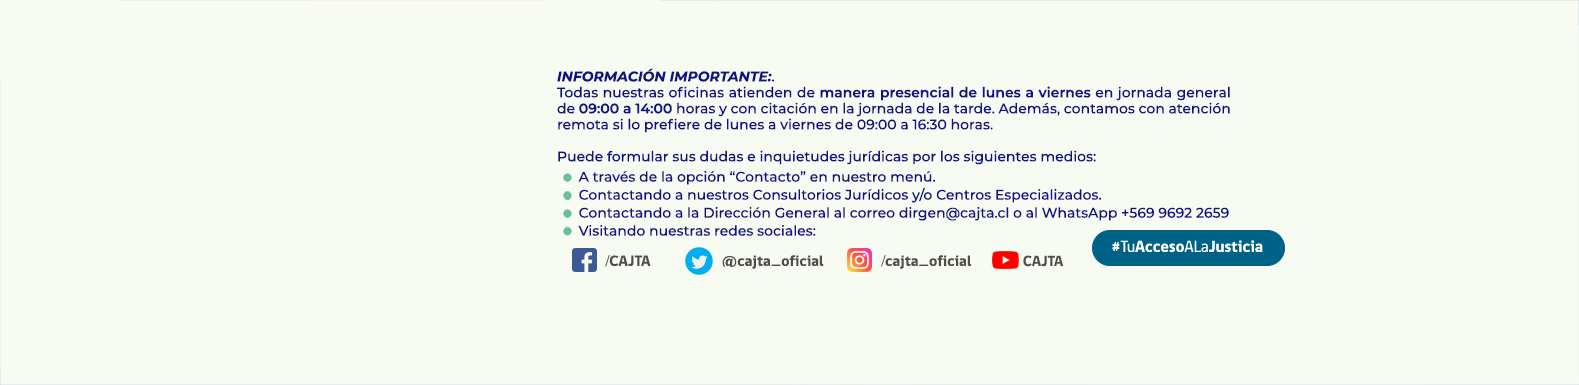 INFORMACIÓN IMPORTANTE:.
Todas nuestras oficinas atienden de manera presencial de lunes a viernes en jornada general
de 09:00 a 14:00 horas y con citación en la jornada de la tarde. Además, contamos con atención
remota si lo prefiere de lunes a viernes de 09:00 a 16:30 horas.
Puede formular sus dudas e inquietudes jurídicas por los siguientes medios:
A través de la opción “Contacto” en nuestro menú.
Contactando a nuestros Consultorios Jurídicos y/o Centros Especializados.
Contactando a la Dirección General al correo dirgen@cajta.cl o al WhatsApp +569 9692 2659
Visitando nuestras redes sociales:
/CAJTA @cajta_oficial /cajta_oficial CAJTA
#TuAccesoALaJusticia